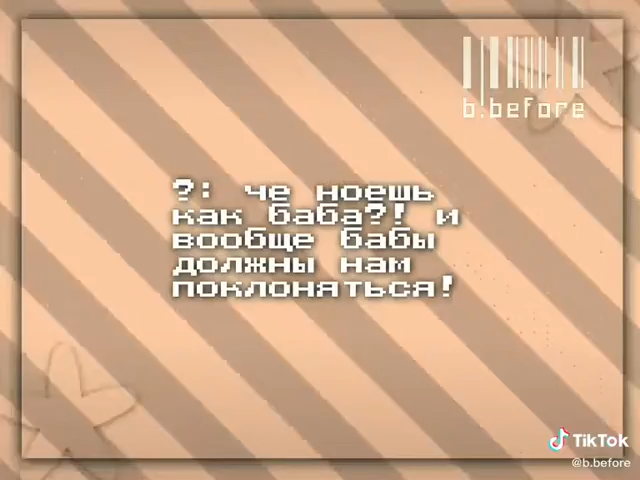 b.before
?: че ноешь
как баба?! и
вообще бабы
должны нам
поклоняться!
TikTok
@b.before